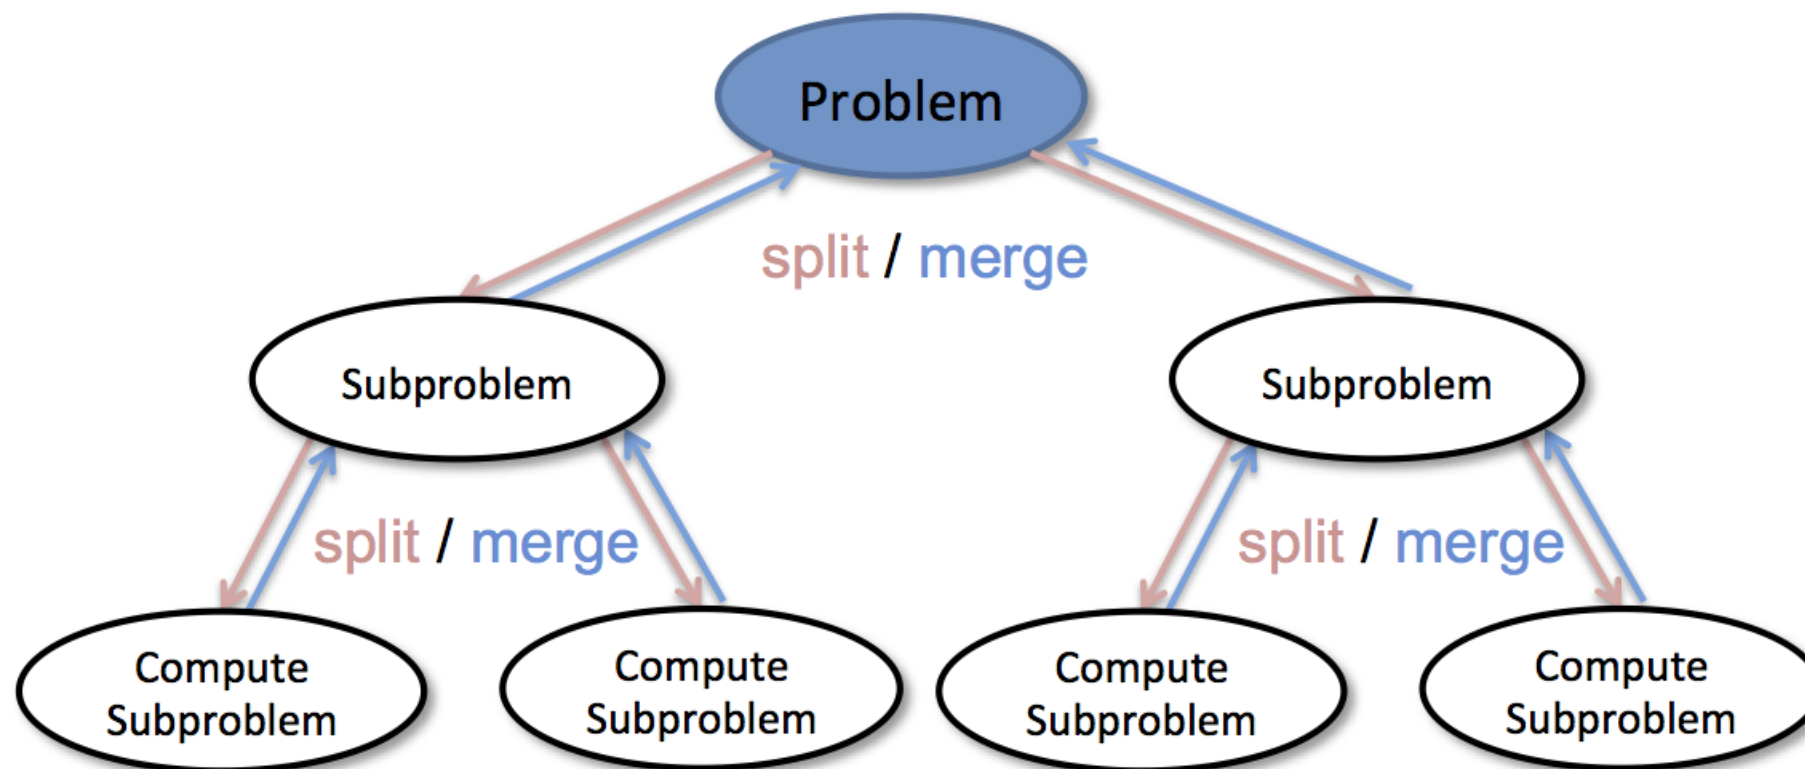 Problem
split / merge
Subproblem
Subproblem
split / merge
split / merge
Compute
Subproblem
Compute
Subproblem
Compute
Subproblem
Compute
Subproblem